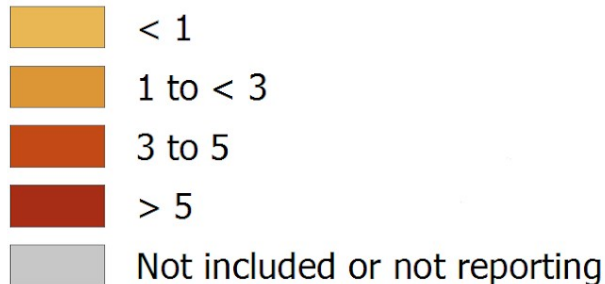 < 1
1 to < 3
3 to 5
> 5
Not included or not reporting